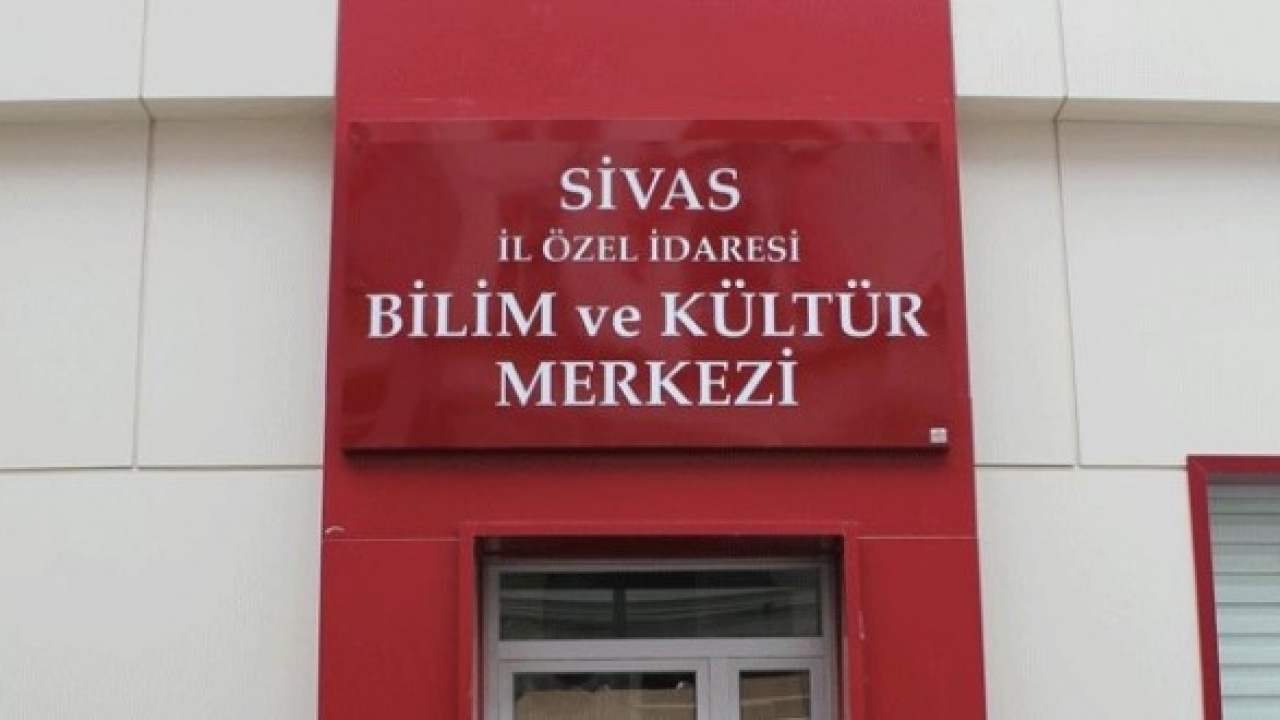 SİVAS
İL ÖZEL İDARESİ
BİLİM ve KÜLTÜR
MERKEZİ